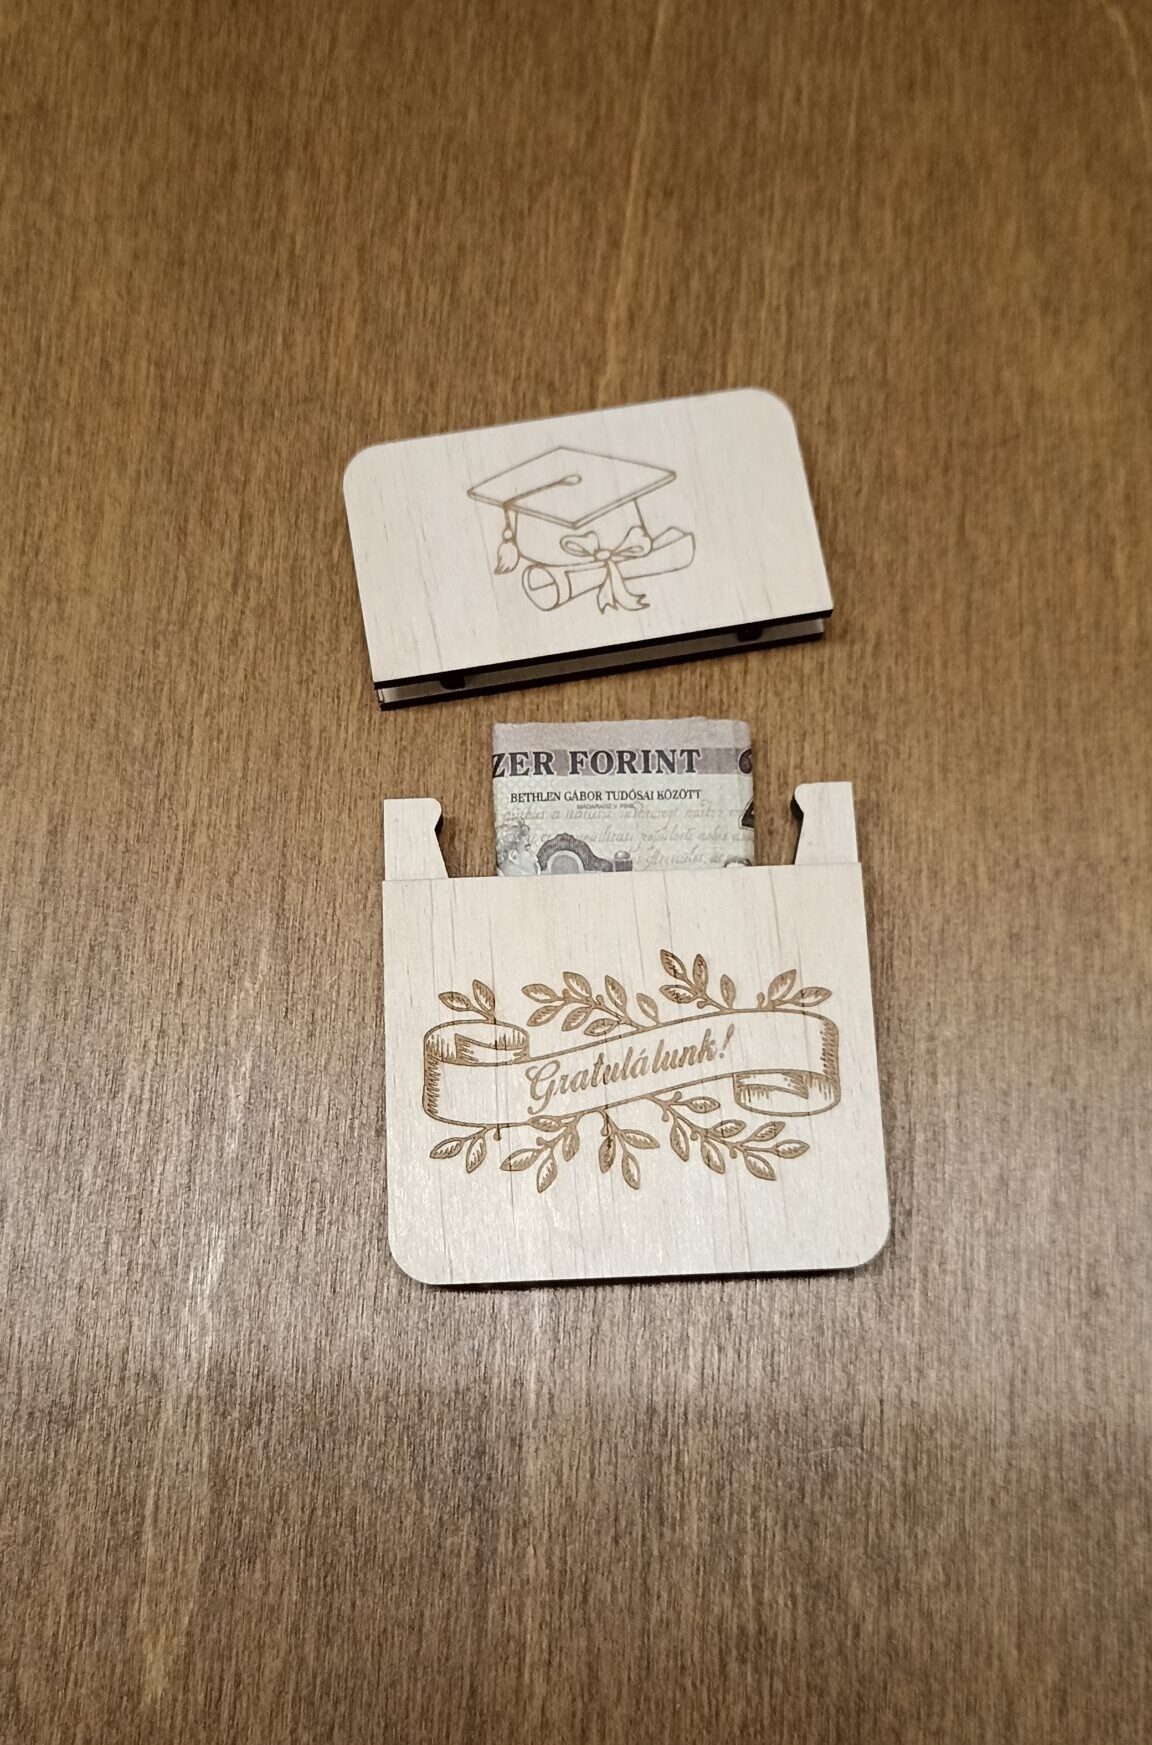 ZER FORINT
BETHLEN GÁBOR TUDÓSAI KÖZÖTT
Gratulálunk!